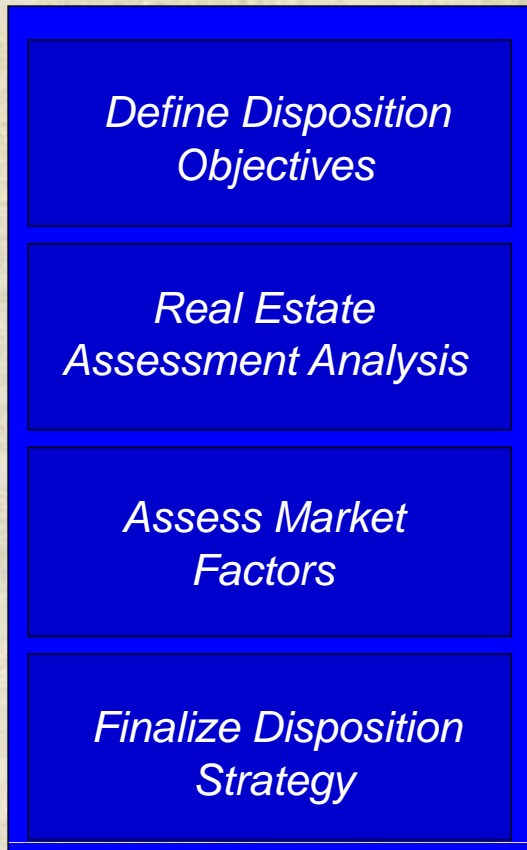 Define Disposition
Objectives
Real Estate
Assessment Analysis
Assess Market
Factors
Finalize Disposition
Strategy